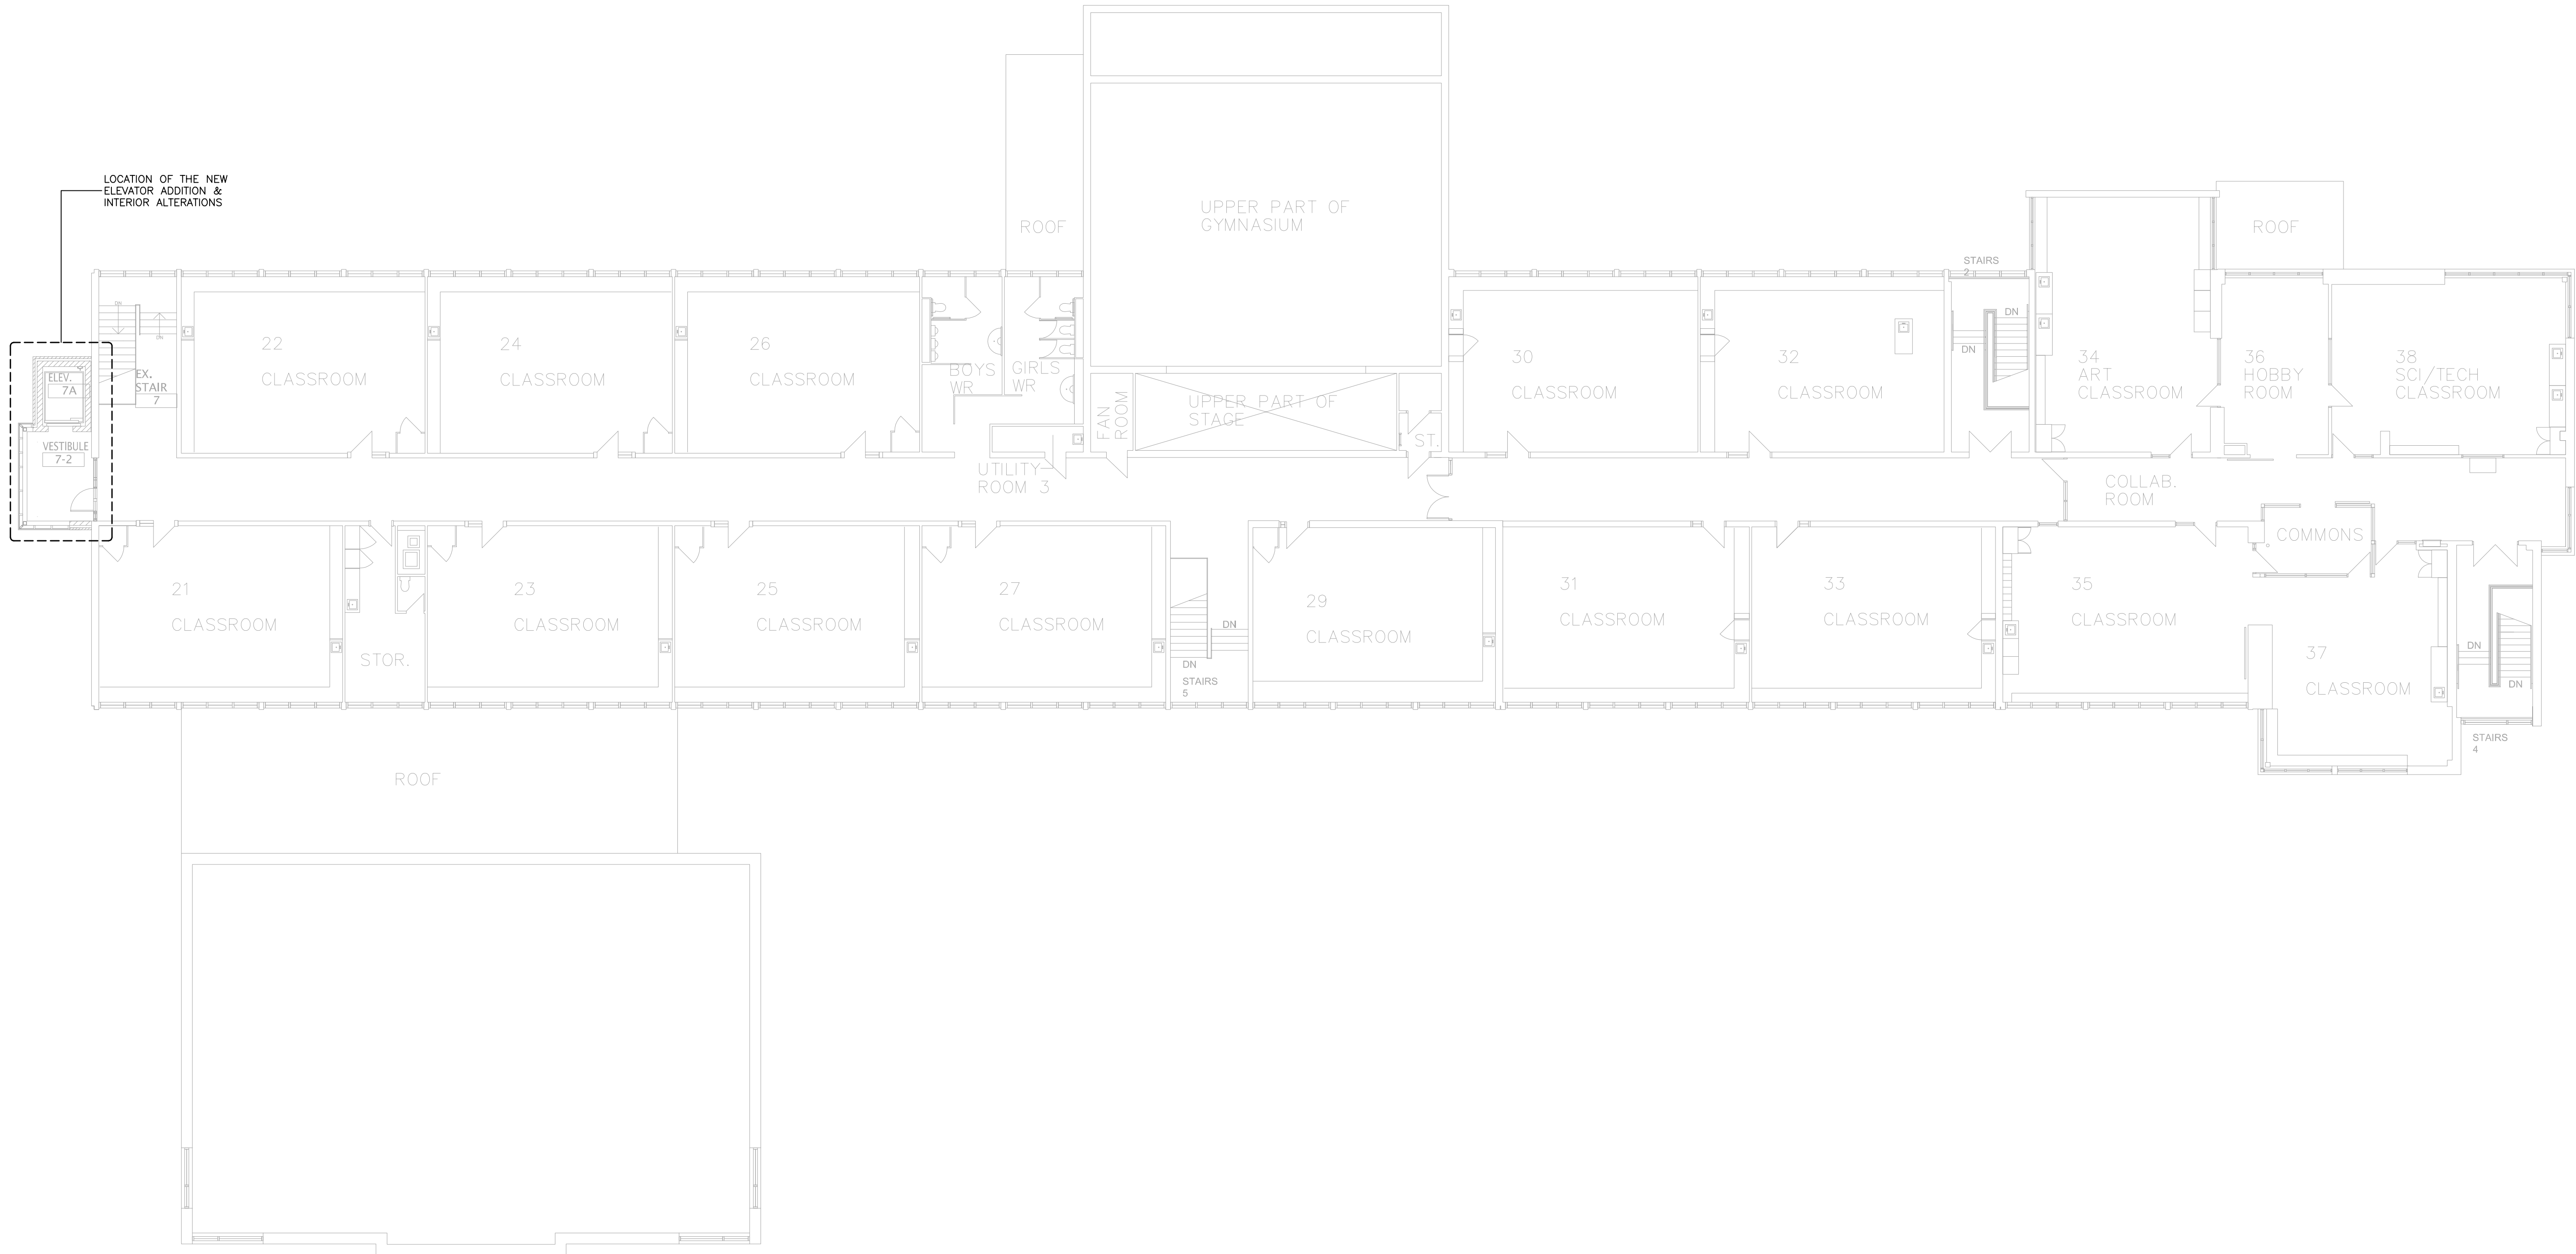 LOCATION OF THE NEW
ELEVATOR ADDITION &
INTERIOR ALTERATIONS
ROOF
UPPER PART OF
GYMNASIUM
ROOF
STAIRS
2
DN
DN
ELEV.
7A
EX.
STAIR
7
VESTIBULE
7-2
22
CLASSROOM
24
CLASSROOM
26
CLASSROOM
BOYS
WR
GIRLS
WR
FAN
ROOM
UPPER PART OF
STAGE
ST.
UTILITY
ROOM 3
30
CLASSROOM
32
CLASSROOM
DN
DN
34
ART
CLASSROOM
36
HOBBY
ROOM
38
SCI/TECH
CLASSROOM
COLLAB.
ROOM
COMMONS
21
CLASSROOM
STOR.
23
CLASSROOM
25
CLASSROOM
27
CLASSROOM
DN
DN
STAIRS
5
29
CLASSROOM
31
CLASSROOM
33
CLASSROOM
35
CLASSROOM
37
CLASSROOM
DN
DN
STAIRS
4
ROOF